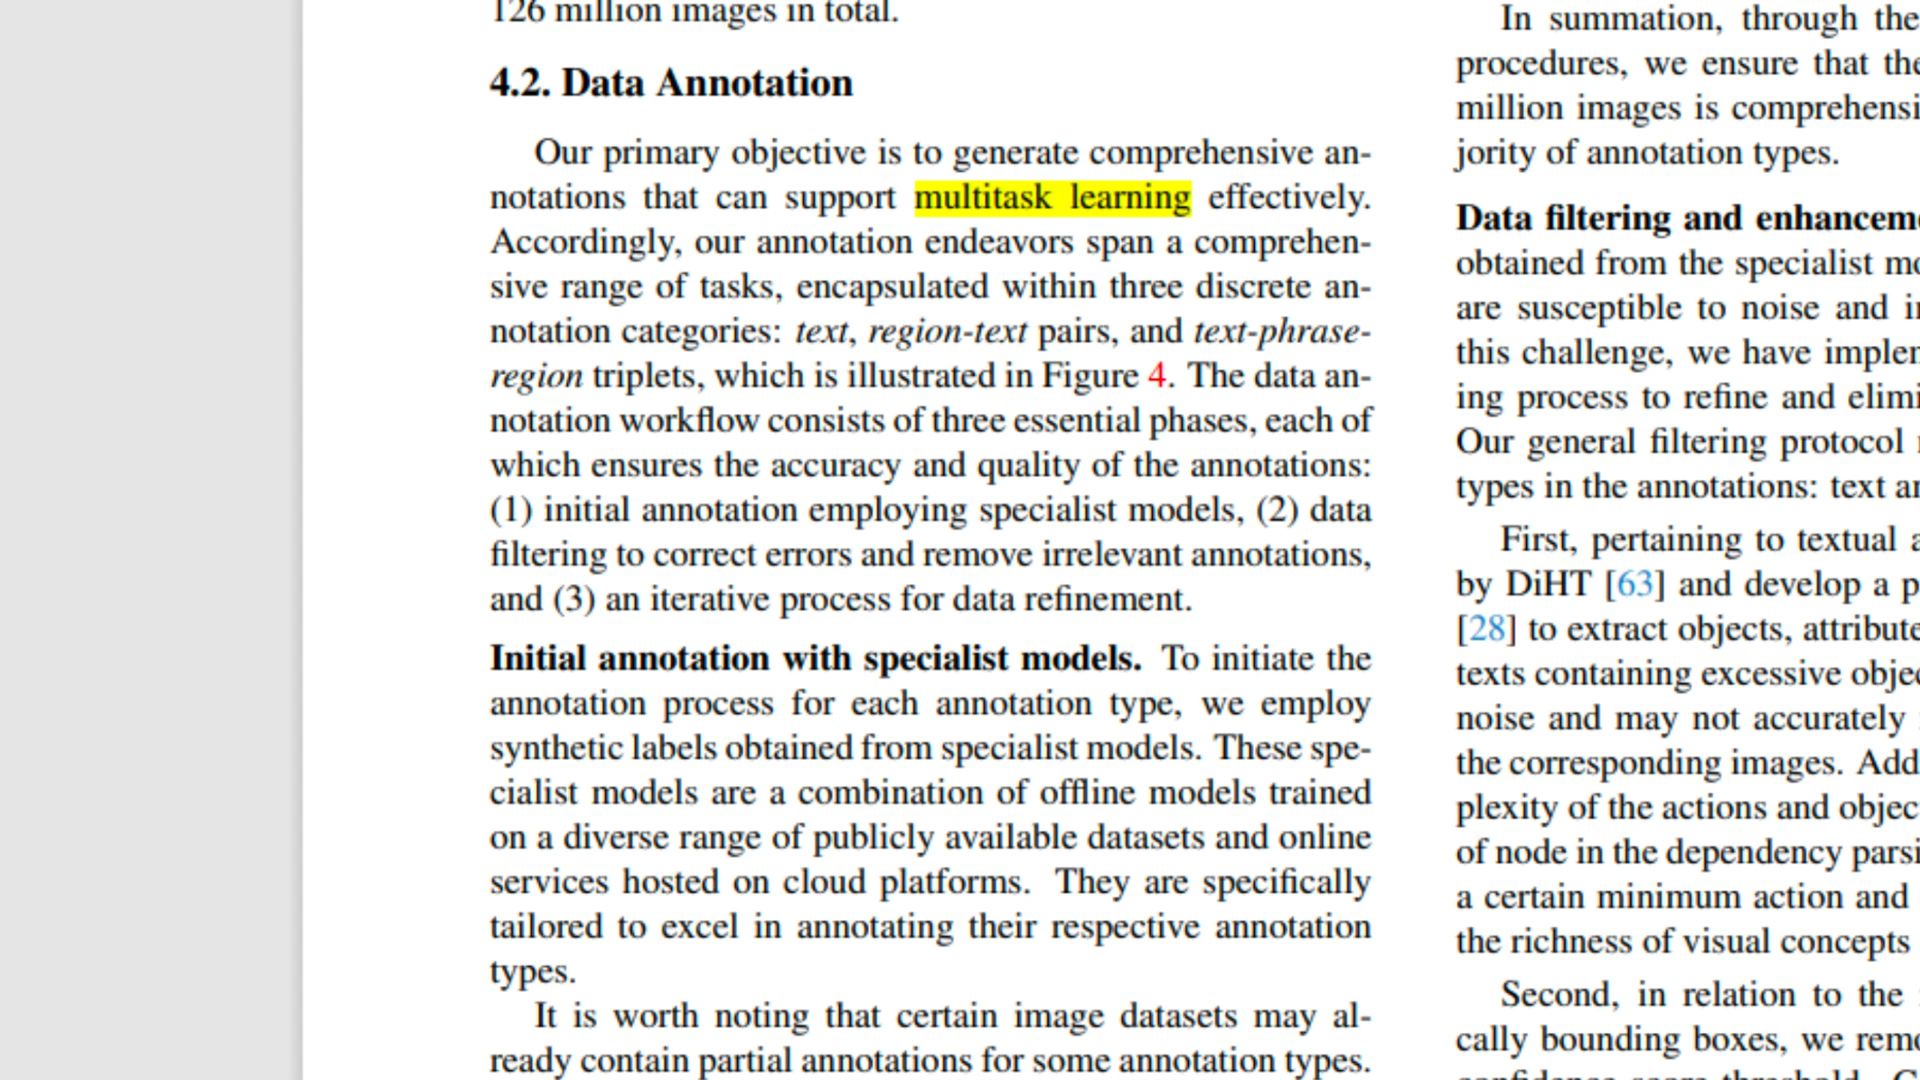 126 million images in total.
4.2. Data Annotation
Our primary objective is to generate comprehensive an-
notations that can support multitask learning effectively.
Accordingly, our annotation endeavors span a comprehen-
sive range of tasks, encapsulated within three discrete an-
notation categories: text, region-text pairs, and text-phrase-
region triplets, which is illustrated in Figure 4. The data an-
notation workflow consists of three essential phases, each of
which ensures the accuracy and quality of the annotations:
(1) initial annotation employing specialist models, (2) data
filtering to correct errors and remove irrelevant annotations,
and (3) an iterative process for data refinement.
Initial annotation with specialist models. To initiate the
annotation process for each annotation type, we employ
synthetic labels obtained from specialist models. These spe-
cialist models are a combination of offline models trained
on a diverse range of publicly available datasets and online
services hosted on cloud platforms. They are specifically
tailored to excel in annotating their respective annotation
types.
It is worth noting that certain image datasets may al-
ready contain partial annotations for some annotation types.
In summation, through the
procedures, we ensure that the
million images is comprehensi
jority of annotation types.
Data filtering and enhancem
obtained from the specialist mo
are susceptible to noise and
this challenge, we have implem
ing process to refine and elimi
Our general filtering protocol
types in the annotations: text
First, pertaining to textual
by DiHT [63] and develop a p
[28] to extract objects, attribute
texts containing excessive objec
noise and may not accurately
the corresponding images. Add
plexity of the actions and objec
of node in the dependency parsi
a certain minimum action and
the richness of visual concepts
Second, in relation to the
cally bounding boxes, we remo